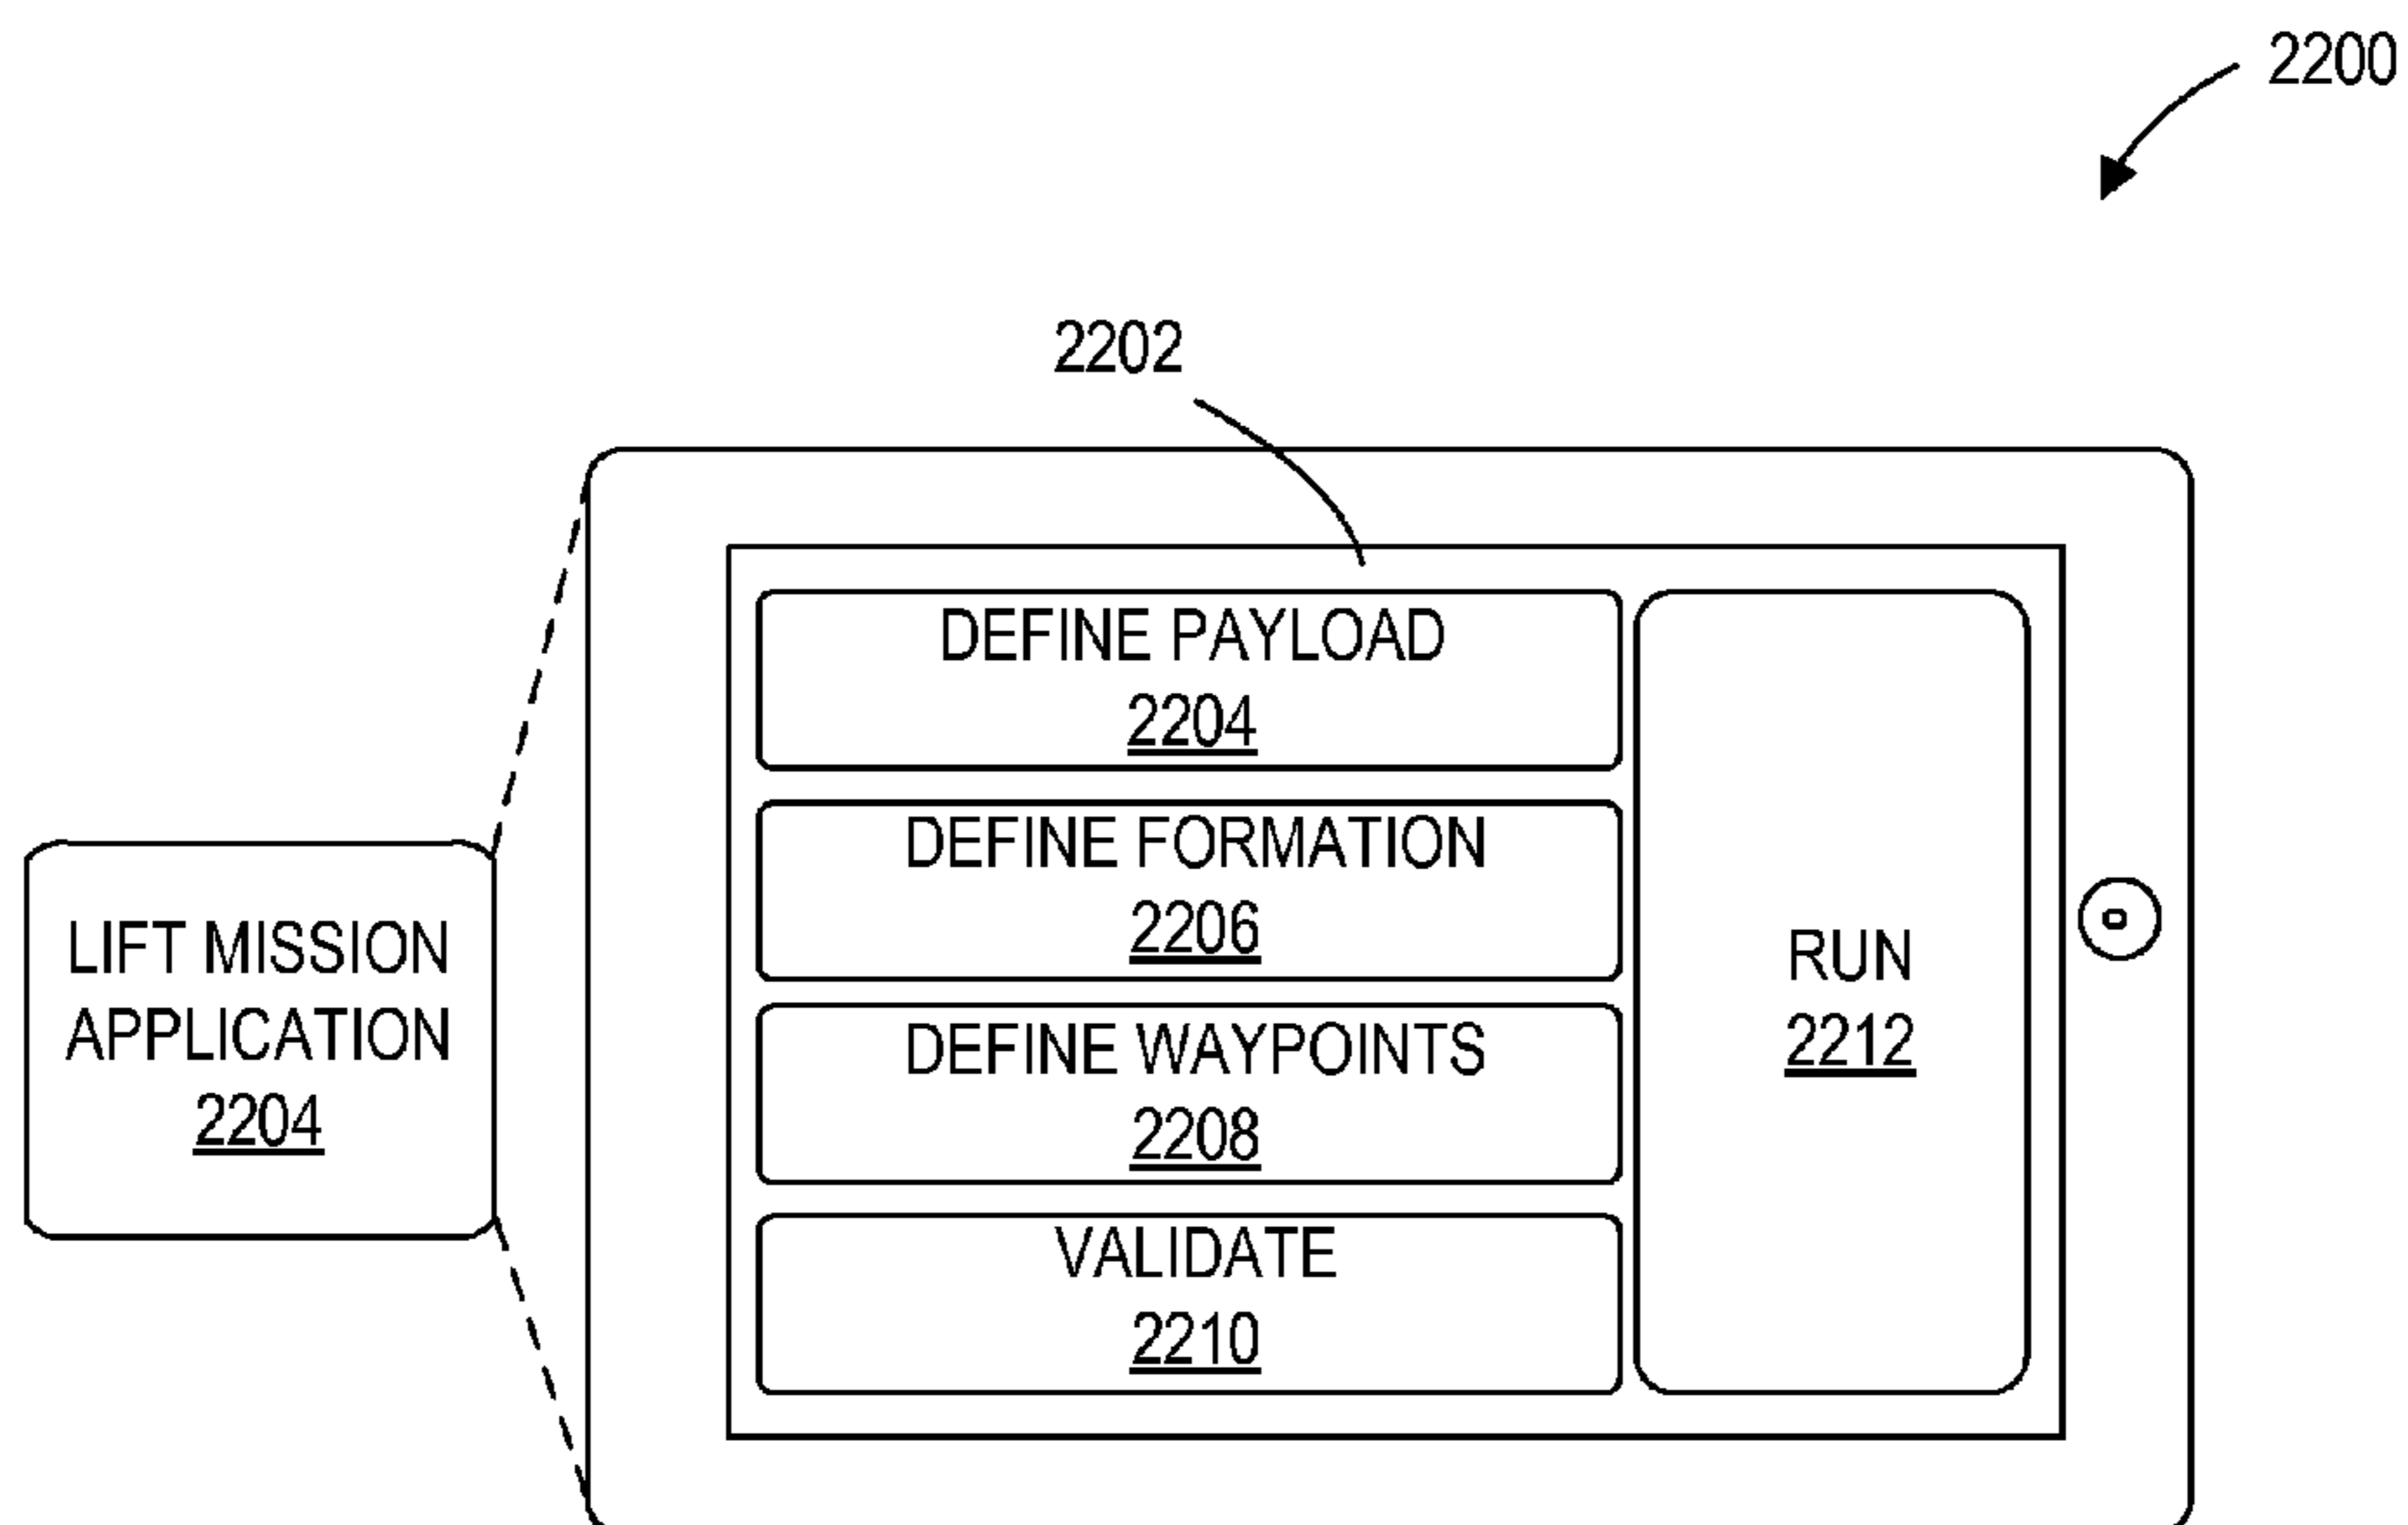 2200
2202
DEFINE PAYLOAD
2204
DEFINE FORMATION
2206
DEFINE WAYPOINTS
2208
VALIDATE
2210
RUN
2212
LIFT MISSION
APPLICATION
2204